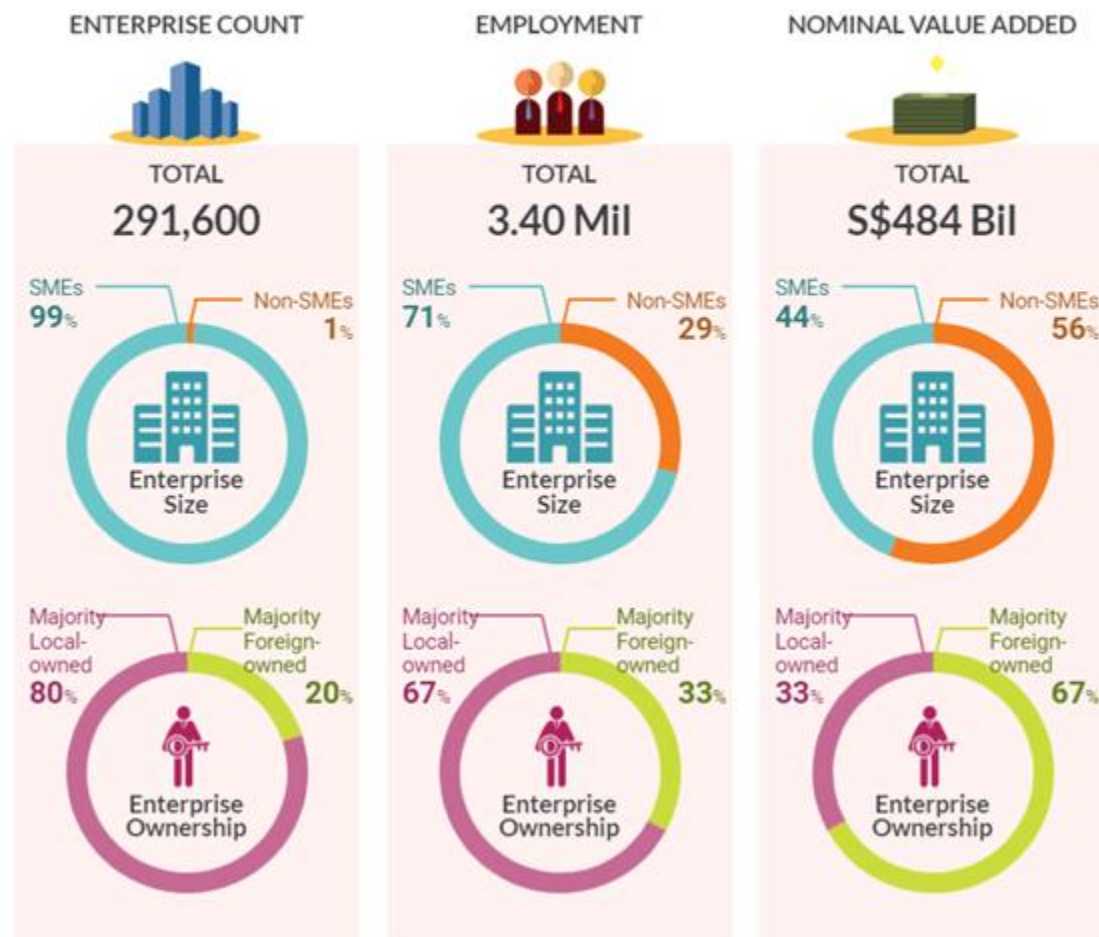 ENTERPRISE COUNT
TOTAL
291,600
SMEs
99%
Non-SMEs
1%
Enterprise
Size
Majority
Local-
owned
80%
Majority
Foreign-
owned
20%
Enterprise
Ownership
EMPLOYMENT
TOTAL
3.40 Mil
SMEs
71%
Non-SMEs
29%
Enterprise
Size
Majority
Local-
owned
67%
Majority
Foreign-
owned
33%
Enterprise
Ownership
NOMINAL VALUE ADDED
TOTAL
S$484 Bil
SMEs
44%
Non-SMEs
56%
Enterprise
Size
Majority
Local-
owned
33%
Majority
Foreign-
owned
67%
Enterprise
Ownership